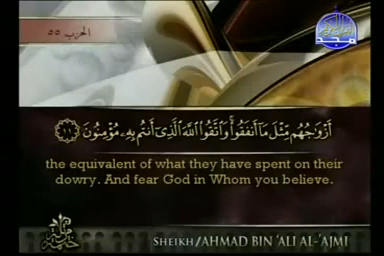 الحزب ٥٥
أَزْوَٰجُهُم مِّثْلَ مَآ أَنفَقُوا۟ ۚ وَٱتَّقُوا۟ ٱللَّهَ ٱلَّذِىٓ أَنتُم بِهِۦ مُؤْمِنُونَ ١١
the equivalent of what they have spent on their
dowry. And fear God in Whom you believe.
SHEIKH/AHMAD BIN 'ALI AL-'AJMI